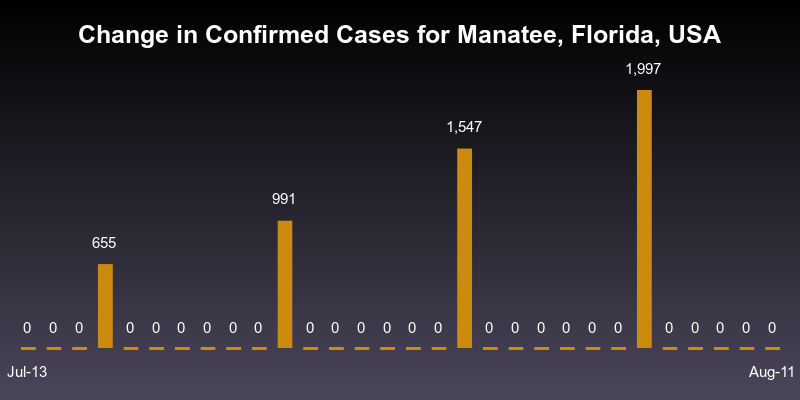 Change in Confirmed Cases for Manatee, Florida, USA
1,997
1,547
991
655
0 0 0 0 0 0 0 0 0 0 0 0 0 0 0 0 0 0 0 0 0 0 0 0 0 0
Jul-13 Aug-11